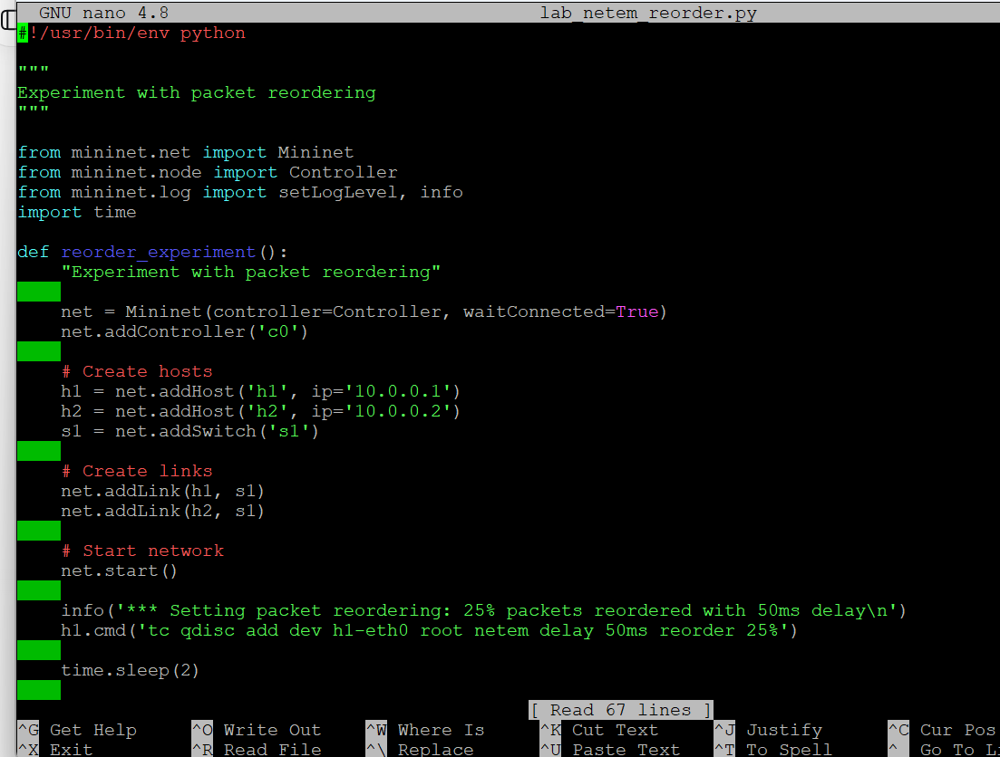 GNU nano 4.8 lab_netem_reorder.py
#!/usr/bin/env python
"""
Experiment with packet reordering
"""
from mininet.net import Mininet
from mininet.node import Controller
from mininet.log import setLogLevel, info
import time
def reorder_experiment():
    "Experiment with packet reordering"
    net = Mininet(controller=Controller, waitConnected=True)
    net.addController('c0')
    # Create hosts
    h1 = net.addHost('h1', ip='10.0.0.1')
    h2 = net.addHost('h2', ip='10.0.0.2')
    s1 = net.addSwitch('s1')
    # Create links
    net.addLink(h1, s1)
    net.addLink(h2, s1)
    # Start network
    net.start()
    info('*** Setting packet reordering: 25% packets reordered with 50ms delay\n')
    h1.cmd('tc qdisc add dev h1-eth0 root netem delay 50ms reorder 25%')
    time.sleep(2)
[ Read 67 lines ]
^G Get Help ^O Write Out ^W Where Is ^K Cut Text ^J Justify ^C Cur Pos
^X Exit ^R Read File ^\ Replace ^U Paste Text ^T To Spell ^_ Go To